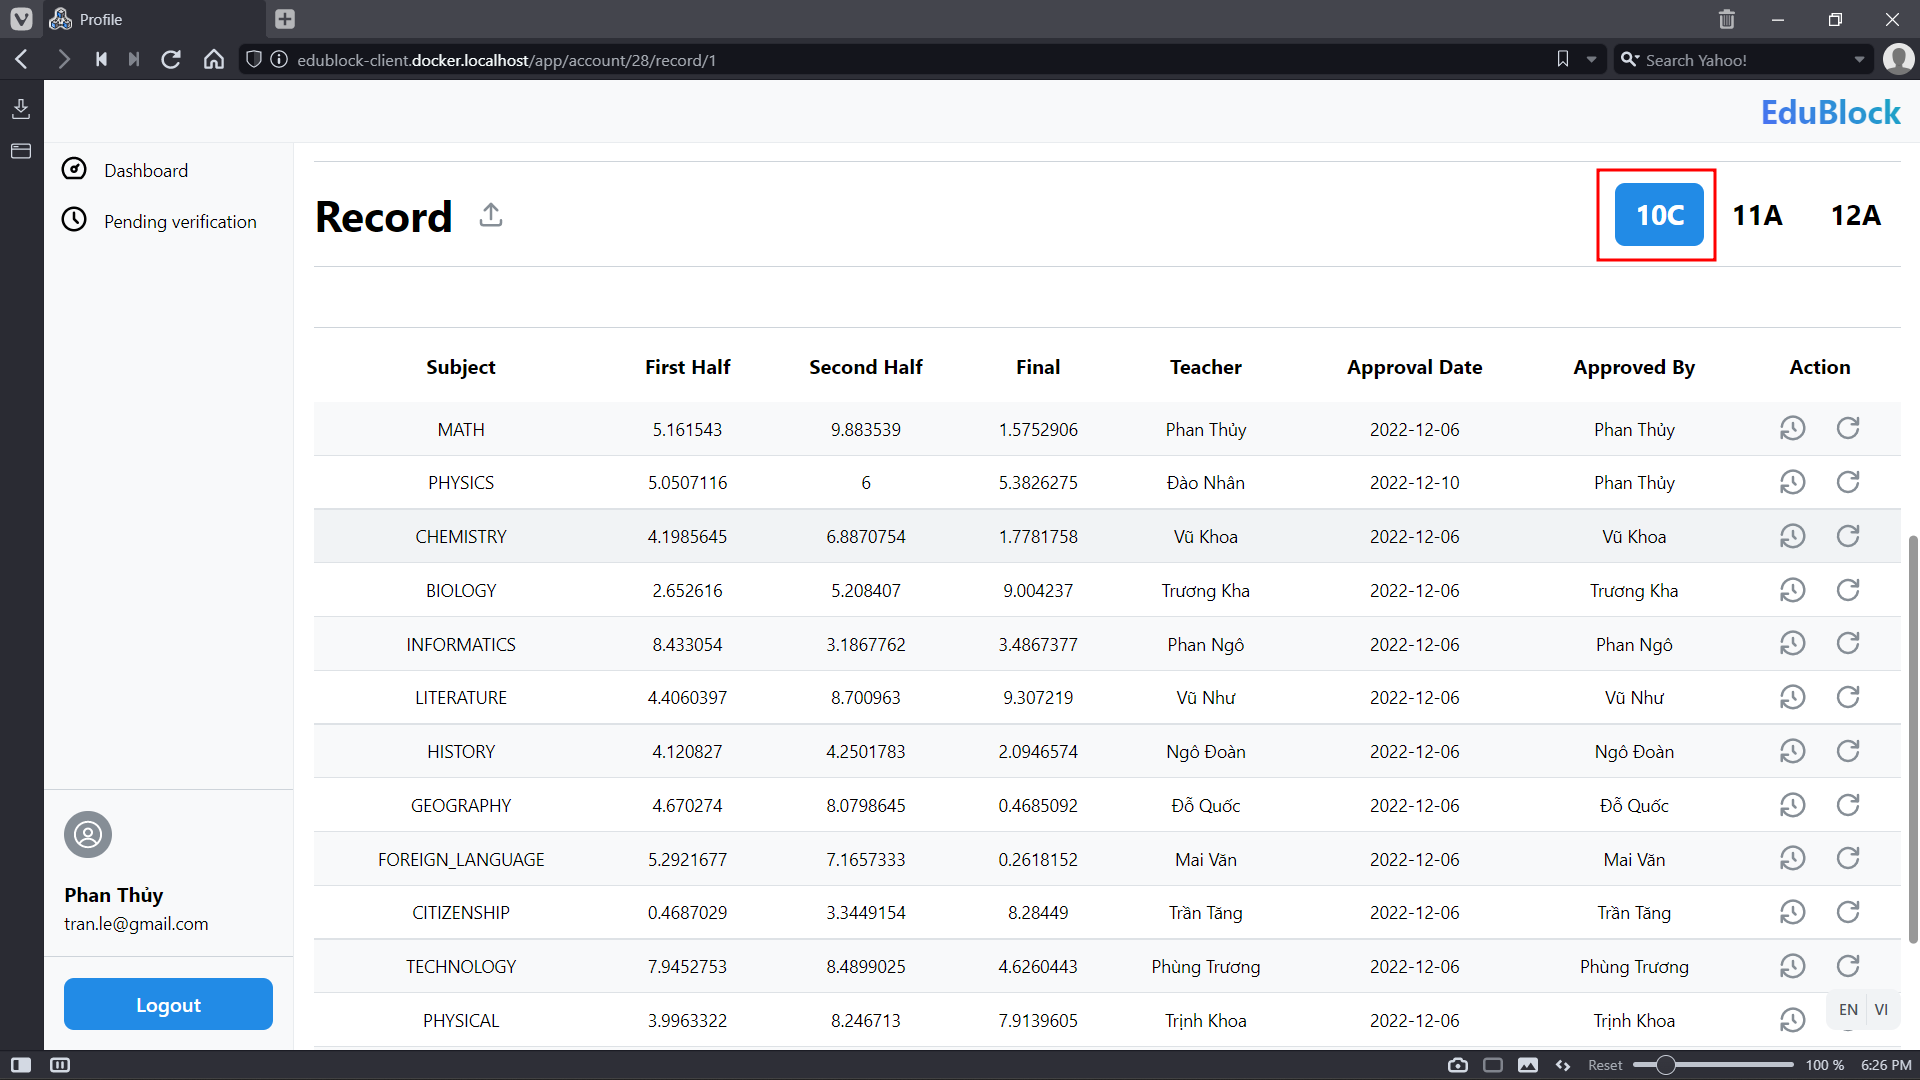 Profile
edublock-client.docker.localhost/app/account/28/record/1
Search Yahoo!
EduBlock
Dashboard
Pending verification
Record
10C 11A 12A
Subject First Half Second Half Final Teacher Approval Date Approved By Action
MATH 5.161543 9.883539 1.5752906 Phan Thủy 2022-12-06 Phan Thủy
PHYSICS 5.0507116 6 5.3826275 Đào Nhân 2022-12-10 Phan Thủy
CHEMISTRY 4.1985645 6.8870754 1.7781758 Vũ Khoa 2022-12-06 Vũ Khoa
BIOLOGY 2.652616 5.208407 9.004237 Trương Kha 2022-12-06 Trương Kha
INFORMATICS 8.433054 3.1867762 3.4867377 Phan Ngô 2022-12-06 Phan Ngô
LITERATURE 4.4060397 8.700963 9.307219 Vũ Như 2022-12-06 Vũ Như
HISTORY 4.120827 4.2501783 2.0946574 Ngô Đoàn 2022-12-06 Ngô Đoàn
GEOGRAPHY 4.670274 8.0798645 0.4685092 Đỗ Quốc 2022-12-06 Đỗ Quốc
FOREIGN_LANGUAGE 5.2921677 7.1657333 0.2618152 Mai Văn 2022-12-06 Mai Văn
CITIZENSHIP 0.4687029 3.3449154 8.28449 Trần Tăng 2022-12-06 Trần Tăng
TECHNOLOGY 7.9452753 8.4899025 4.6260443 Phùng Trương 2022-12-06 Phùng Trương
PHYSICAL 3.9963322 8.246713 7.9139605 Trịnh Khoa 2022-12-06 Trịnh Khoa
Phan Thủy
tran.le@gmail.com
Logout
EN VI
Reset 100 % 6:26 PM